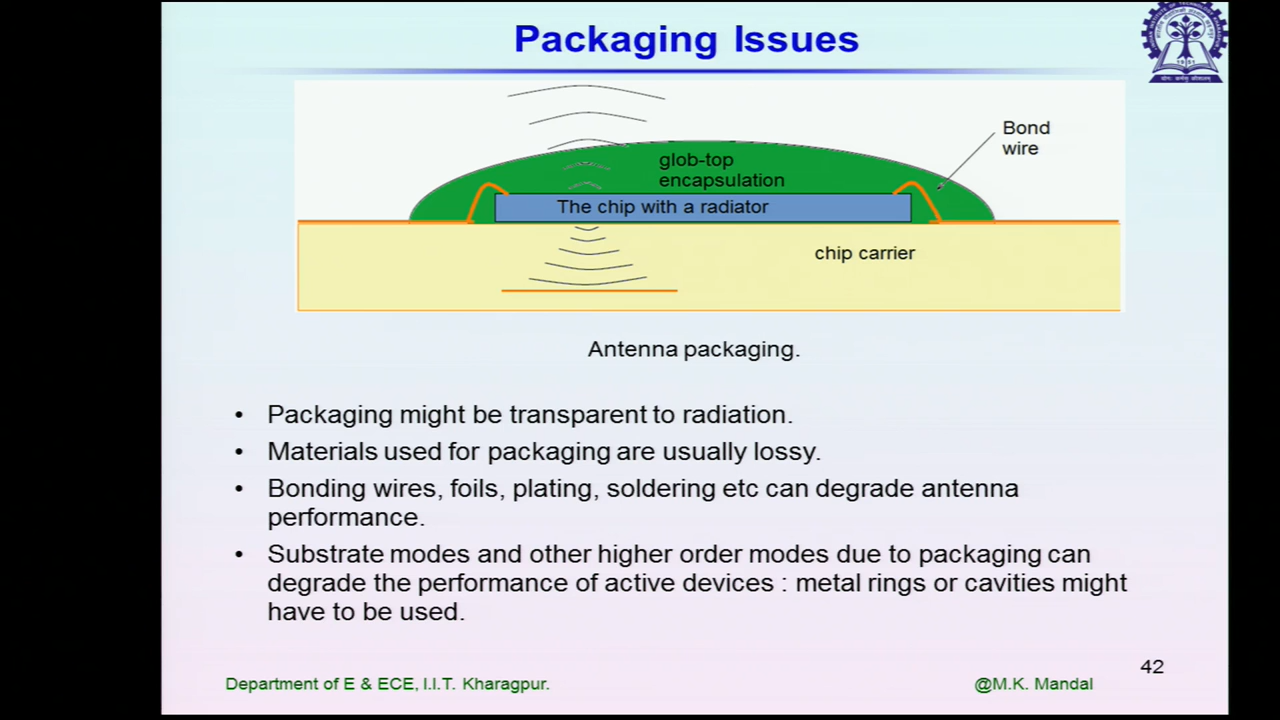 Packaging Issues
Bond
wire
glob-top
encapsulation
The chip with a radiator
chip carrier
Antenna packaging.
• Packaging might be transparent to radiation.
• Materials used for packaging are usually lossy.
• Bonding wires, foils, plating, soldering etc can degrade antenna
performance.
• Substrate modes and other higher order modes due to packaging can
degrade the performance of active devices : metal rings or cavities might
have to be used.
42
Department of E & ECE, I.I.T. Kharagpur.
@M.K. Mandal